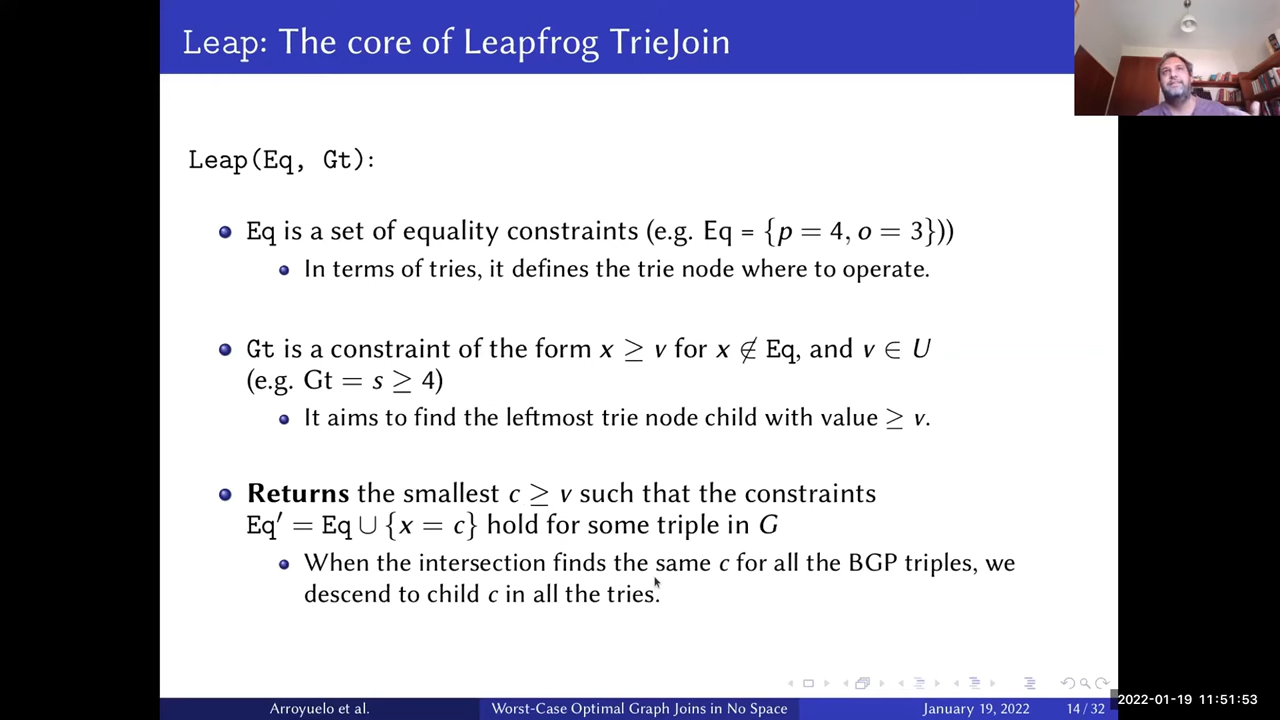 Leap: The core of Leapfrog TrieJoin
Leap(Eq, Gt):
Eq is a set of equality constraints (e.g. Eq = {p = 4, o = 3}))
In terms of tries, it defines the trie node where to operate.
Gt is a constraint of the form x ≥ v for x ∉ Eq, and v ∈ U
(e.g. Gt = s ≥ 4)
It aims to find the leftmost trie node child with value ≥ v.
Returns the smallest c ≥ v such that the constraints
Eq′ = Eq ∪ {x = c} hold for some triple in G
When the intersection finds the same c for all the BGP triples, we
descend to child c in all the tries.
Arroyuelo et al. Worst-Case Optimal Graph Joins in No Space January 19, 2022 14 / 32
2022-01-19 11:51:53